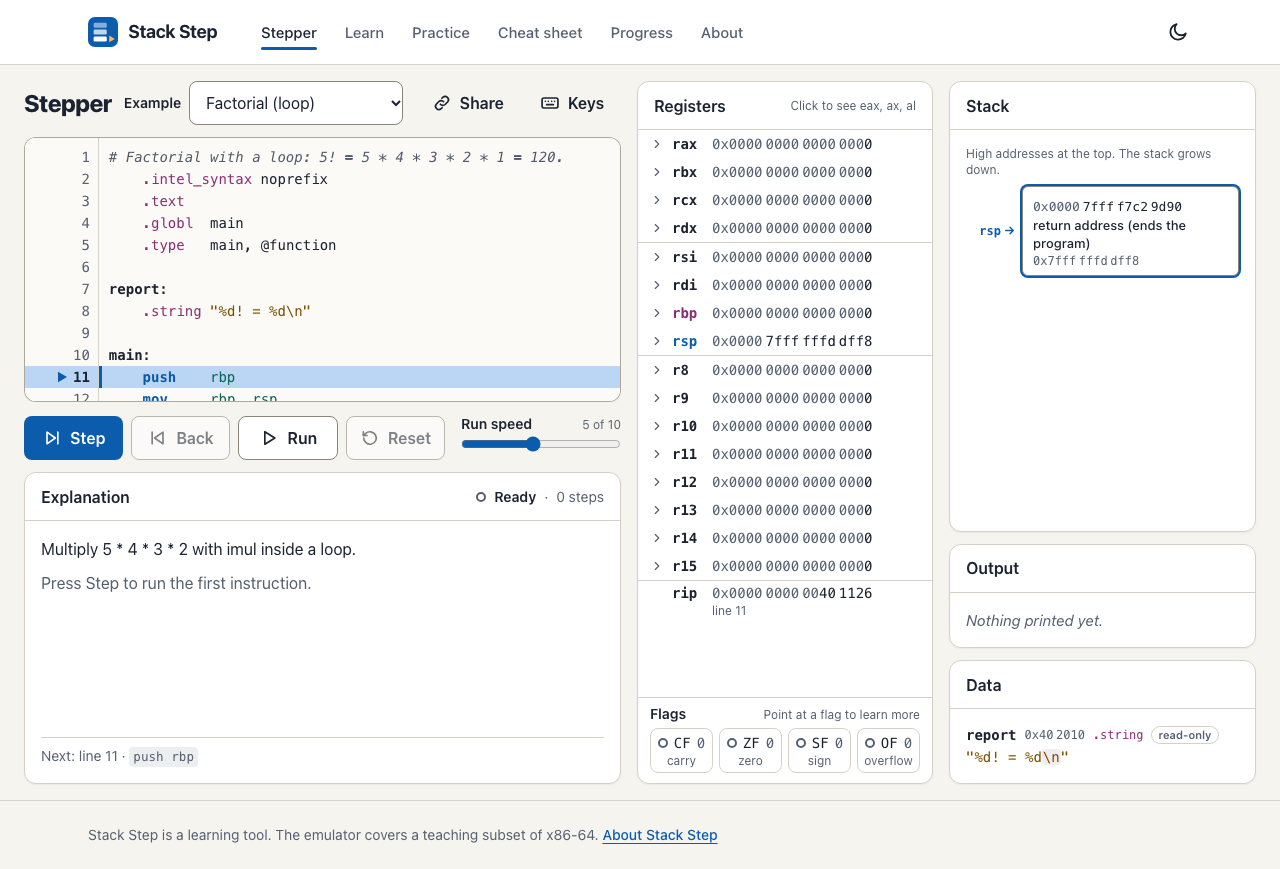 Stack Step
Stepper Learn Practice Cheat sheet Progress About
Stepper Example Factorial (loop) Share Keys
1 # Factorial with a loop: 5! = 5 * 4 * 3 * 2 * 1 = 120.
2 .intel_syntax noprefix
3 .text
4 .globl main
5 .type main, @function
6
7 report:
8 .string "%d! = %d\n"
9
10 main:
11 push rbp
12 mov rbp, rsp
Step Back Run Reset Run speed 5 of 10
Explanation Ready · 0 steps
Multiply 5 * 4 * 3 * 2 with imul inside a loop.
Press Step to run the first instruction.
Next: line 11 · push rbp
Registers Click to see eax, ax, al
rax 0x0000 0000 0000 0000
rbx 0x0000 0000 0000 0000
rcx 0x0000 0000 0000 0000
rdx 0x0000 0000 0000 0000
rsi 0x0000 0000 0000 0000
rdi 0x0000 0000 0000 0000
rbp 0x0000 0000 0000 0000
rsp 0x0000 7fff fffd dff8
r8 0x0000 0000 0000 0000
r9 0x0000 0000 0000 0000
r10 0x0000 0000 0000 0000
r11 0x0000 0000 0000 0000
r12 0x0000 0000 0000 0000
r13 0x0000 0000 0000 0000
r14 0x0000 0000 0000 0000
r15 0x0000 0000 0000 0000
rip 0x0000 0000 0040 1126
line 11
Flags Point at a flag to learn more
CF 0 ZF 0 SF 0 OF 0
carry zero sign overflow
Stack
High addresses at the top. The stack grows
down.
rsp →
0x0000 7fff f7c2 9d90
return address (ends the
program)
0x7fff fffd dff8
Output
Nothing printed yet.
Data
report 0x40 2010 .string read-only
"%d! = %d\n"
Stack Step is a learning tool. The emulator covers a teaching subset of x86-64. About Stack Step